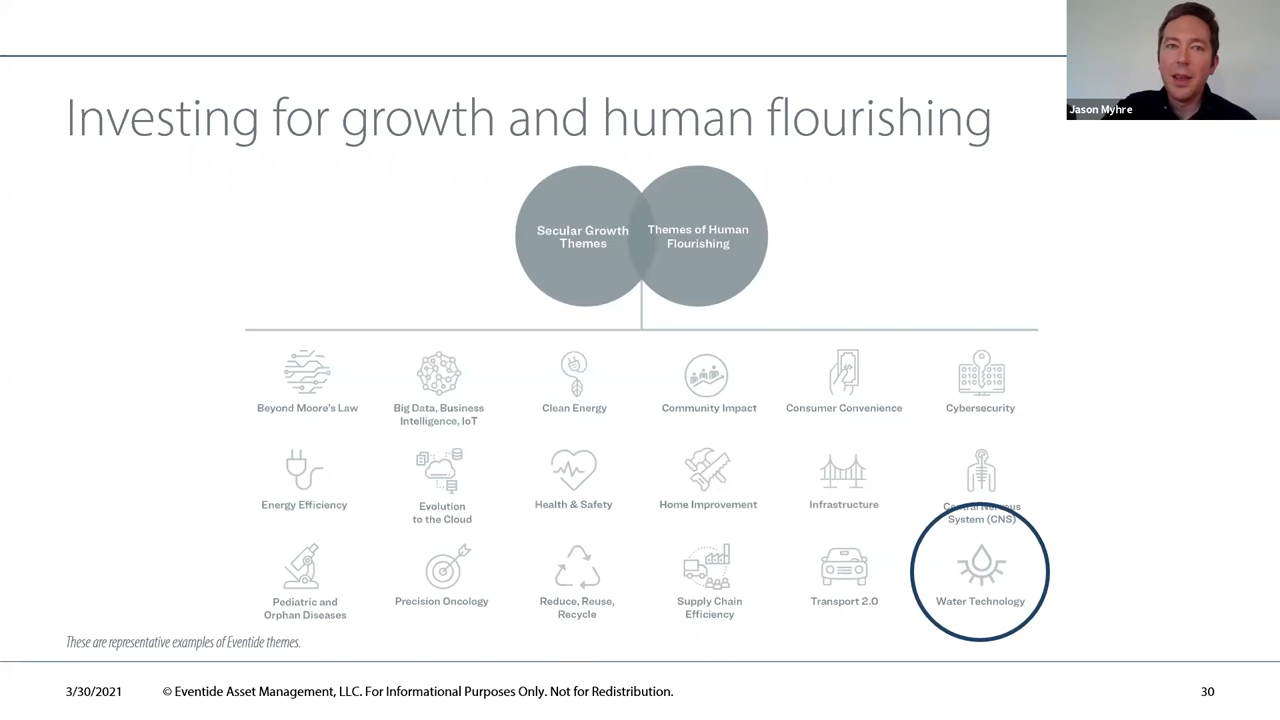 Jason Myhre
Investing for growth and human flourishing
Secular Growth
Themes
Themes of Human
Flourishing
Beyond Moore's Law
Big Data, Business
Intelligence, IoT
Clean Energy
Community Impact
Consumer Convenience
Cybersecurity
Energy Efficiency
Evolution
to the Cloud
Health & Safety
Home Improvement
Infrastructure
Central Nervous
System (CNS)
Pediatric and
Orphan Diseases
Precision Oncology
Reduce, Reuse,
Recycle
Supply Chain
Efficiency
Transport 2.0
Water Technology
These are representative examples of Eventide themes.
3/30/2021
© Eventide Asset Management, LLC. For Informational Purposes Only. Not for Redistribution.
30